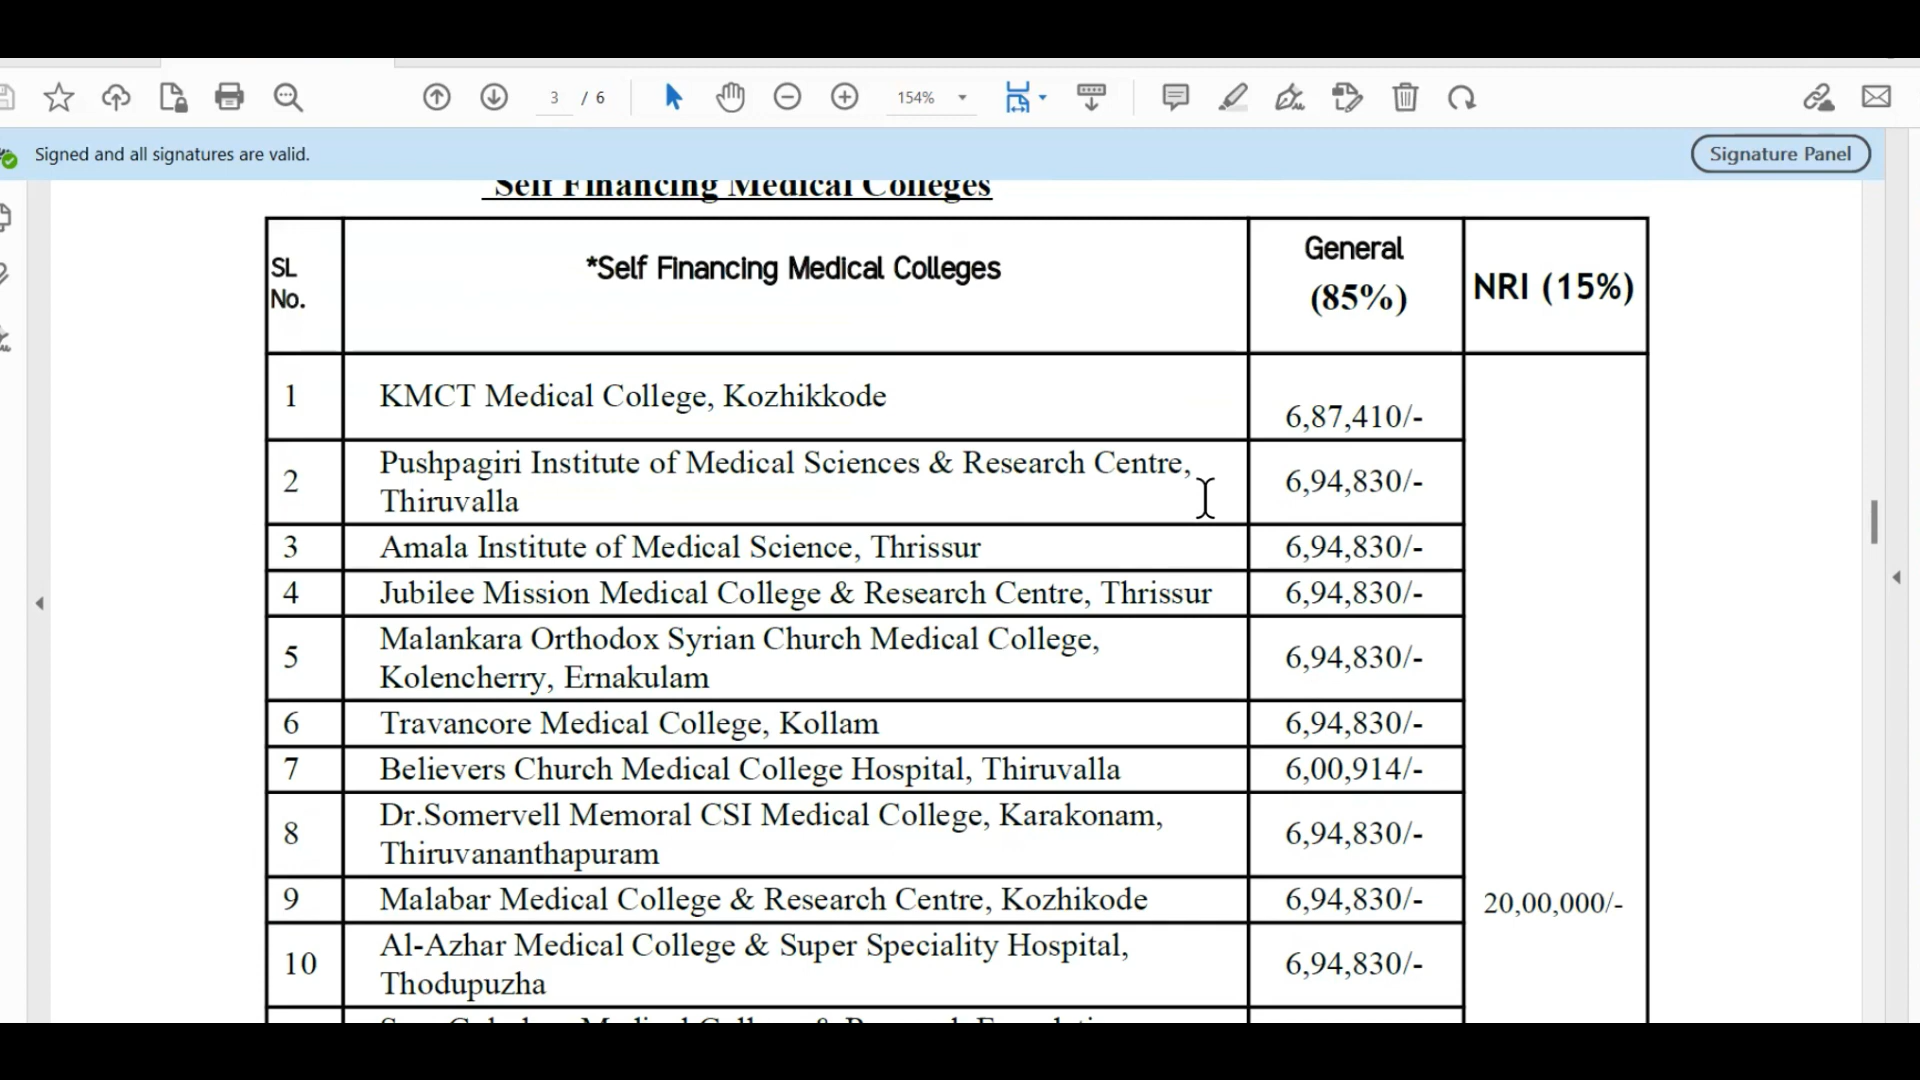 3 / 6
154%
Signed and all signatures are valid.
Signature Panel
Self Financing Medical Colleges
SL No.
*Self Financing Medical Colleges
General
(85%)
NRI (15%)
1
KMCT Medical College, Kozhikkode
6,87,410/-
2
Pushpagiri Institute of Medical Sciences & Research Centre,
Thiruvalla
6,94,830/-
3
Amala Institute of Medical Science, Thrissur
6,94,830/-
4
Jubilee Mission Medical College & Research Centre, Thrissur
6,94,830/-
5
Malankara Orthodox Syrian Church Medical College,
Kolencherry, Ernakulam
6,94,830/-
6
Travancore Medical College, Kollam
6,94,830/-
7
Believers Church Medical College Hospital, Thiruvalla
6,00,914/-
8
Dr.Somervell Memoral CSI Medical College, Karakonam,
Thiruvananthapuram
6,94,830/-
9
Malabar Medical College & Research Centre, Kozhikode
6,94,830/-
20,00,000/-
10
Al-Azhar Medical College & Super Speciality Hospital,
Thodupuzha
6,94,830/-